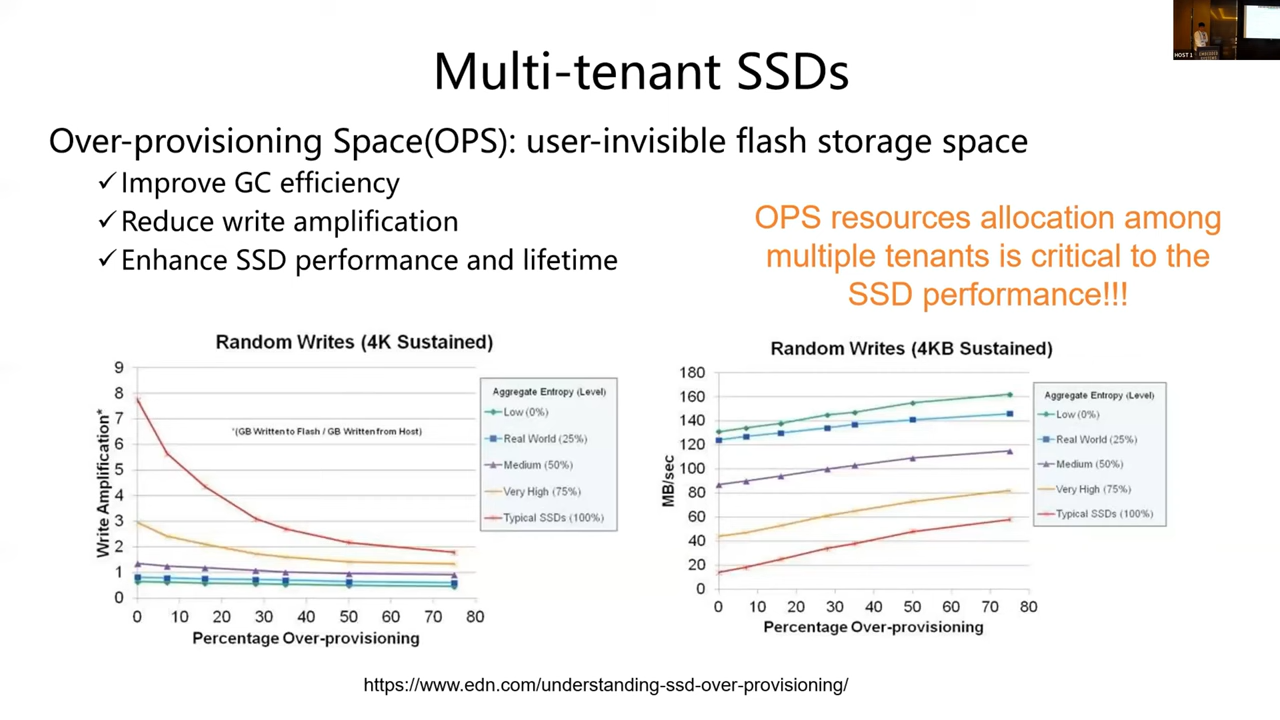 Multi-tenant SSDs
Over-provisioning Space(OPS): user-invisible flash storage space
✓Improve GC efficiency
✓Reduce write amplification
✓Enhance SSD performance and lifetime
OPS resources allocation among
multiple tenants is critical to the
SSD performance!!!
Random Writes (4K Sustained)
Write Amplification*
9
8
7
6
5
4
3
2
1
0
*(GB Written to Flash / GB Written from Host)
0 10 20 30 40 50 60 70 80
Percentage Over-provisioning
Aggregate Entropy (Level)
Low (0%)
Real World (25%)
Medium (50%)
Very High (75%)
Typical SSDs (100%)
Random Writes (4KB Sustained)
MB/sec
180
160
140
120
100
80
60
40
20
0
0 10 20 30 40 50 60 70 80
Percentage Over-provisioning
Aggregate Entropy (Level)
Low (0%)
Real World (25%)
Medium (50%)
Very High (75%)
Typical SSDs (100%)
https://www.edn.com/understanding-ssd-over-provisioning/
HOST 1